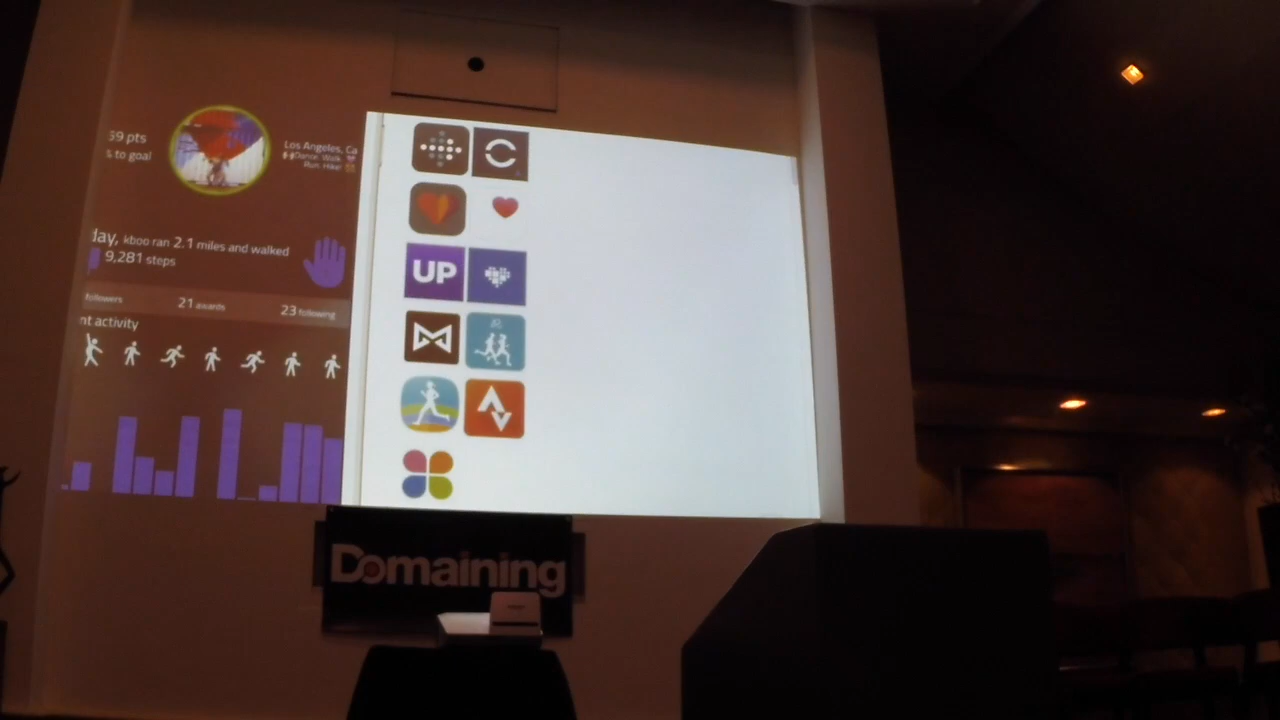 59 pts
s to goal
Los Angeles, Ca
Dance. Walk.
Run. Hike!
day, kboo ran 2.1 miles and walked
9,281 steps
followers 21 awards 23 following
nt activity
UP
Domaining